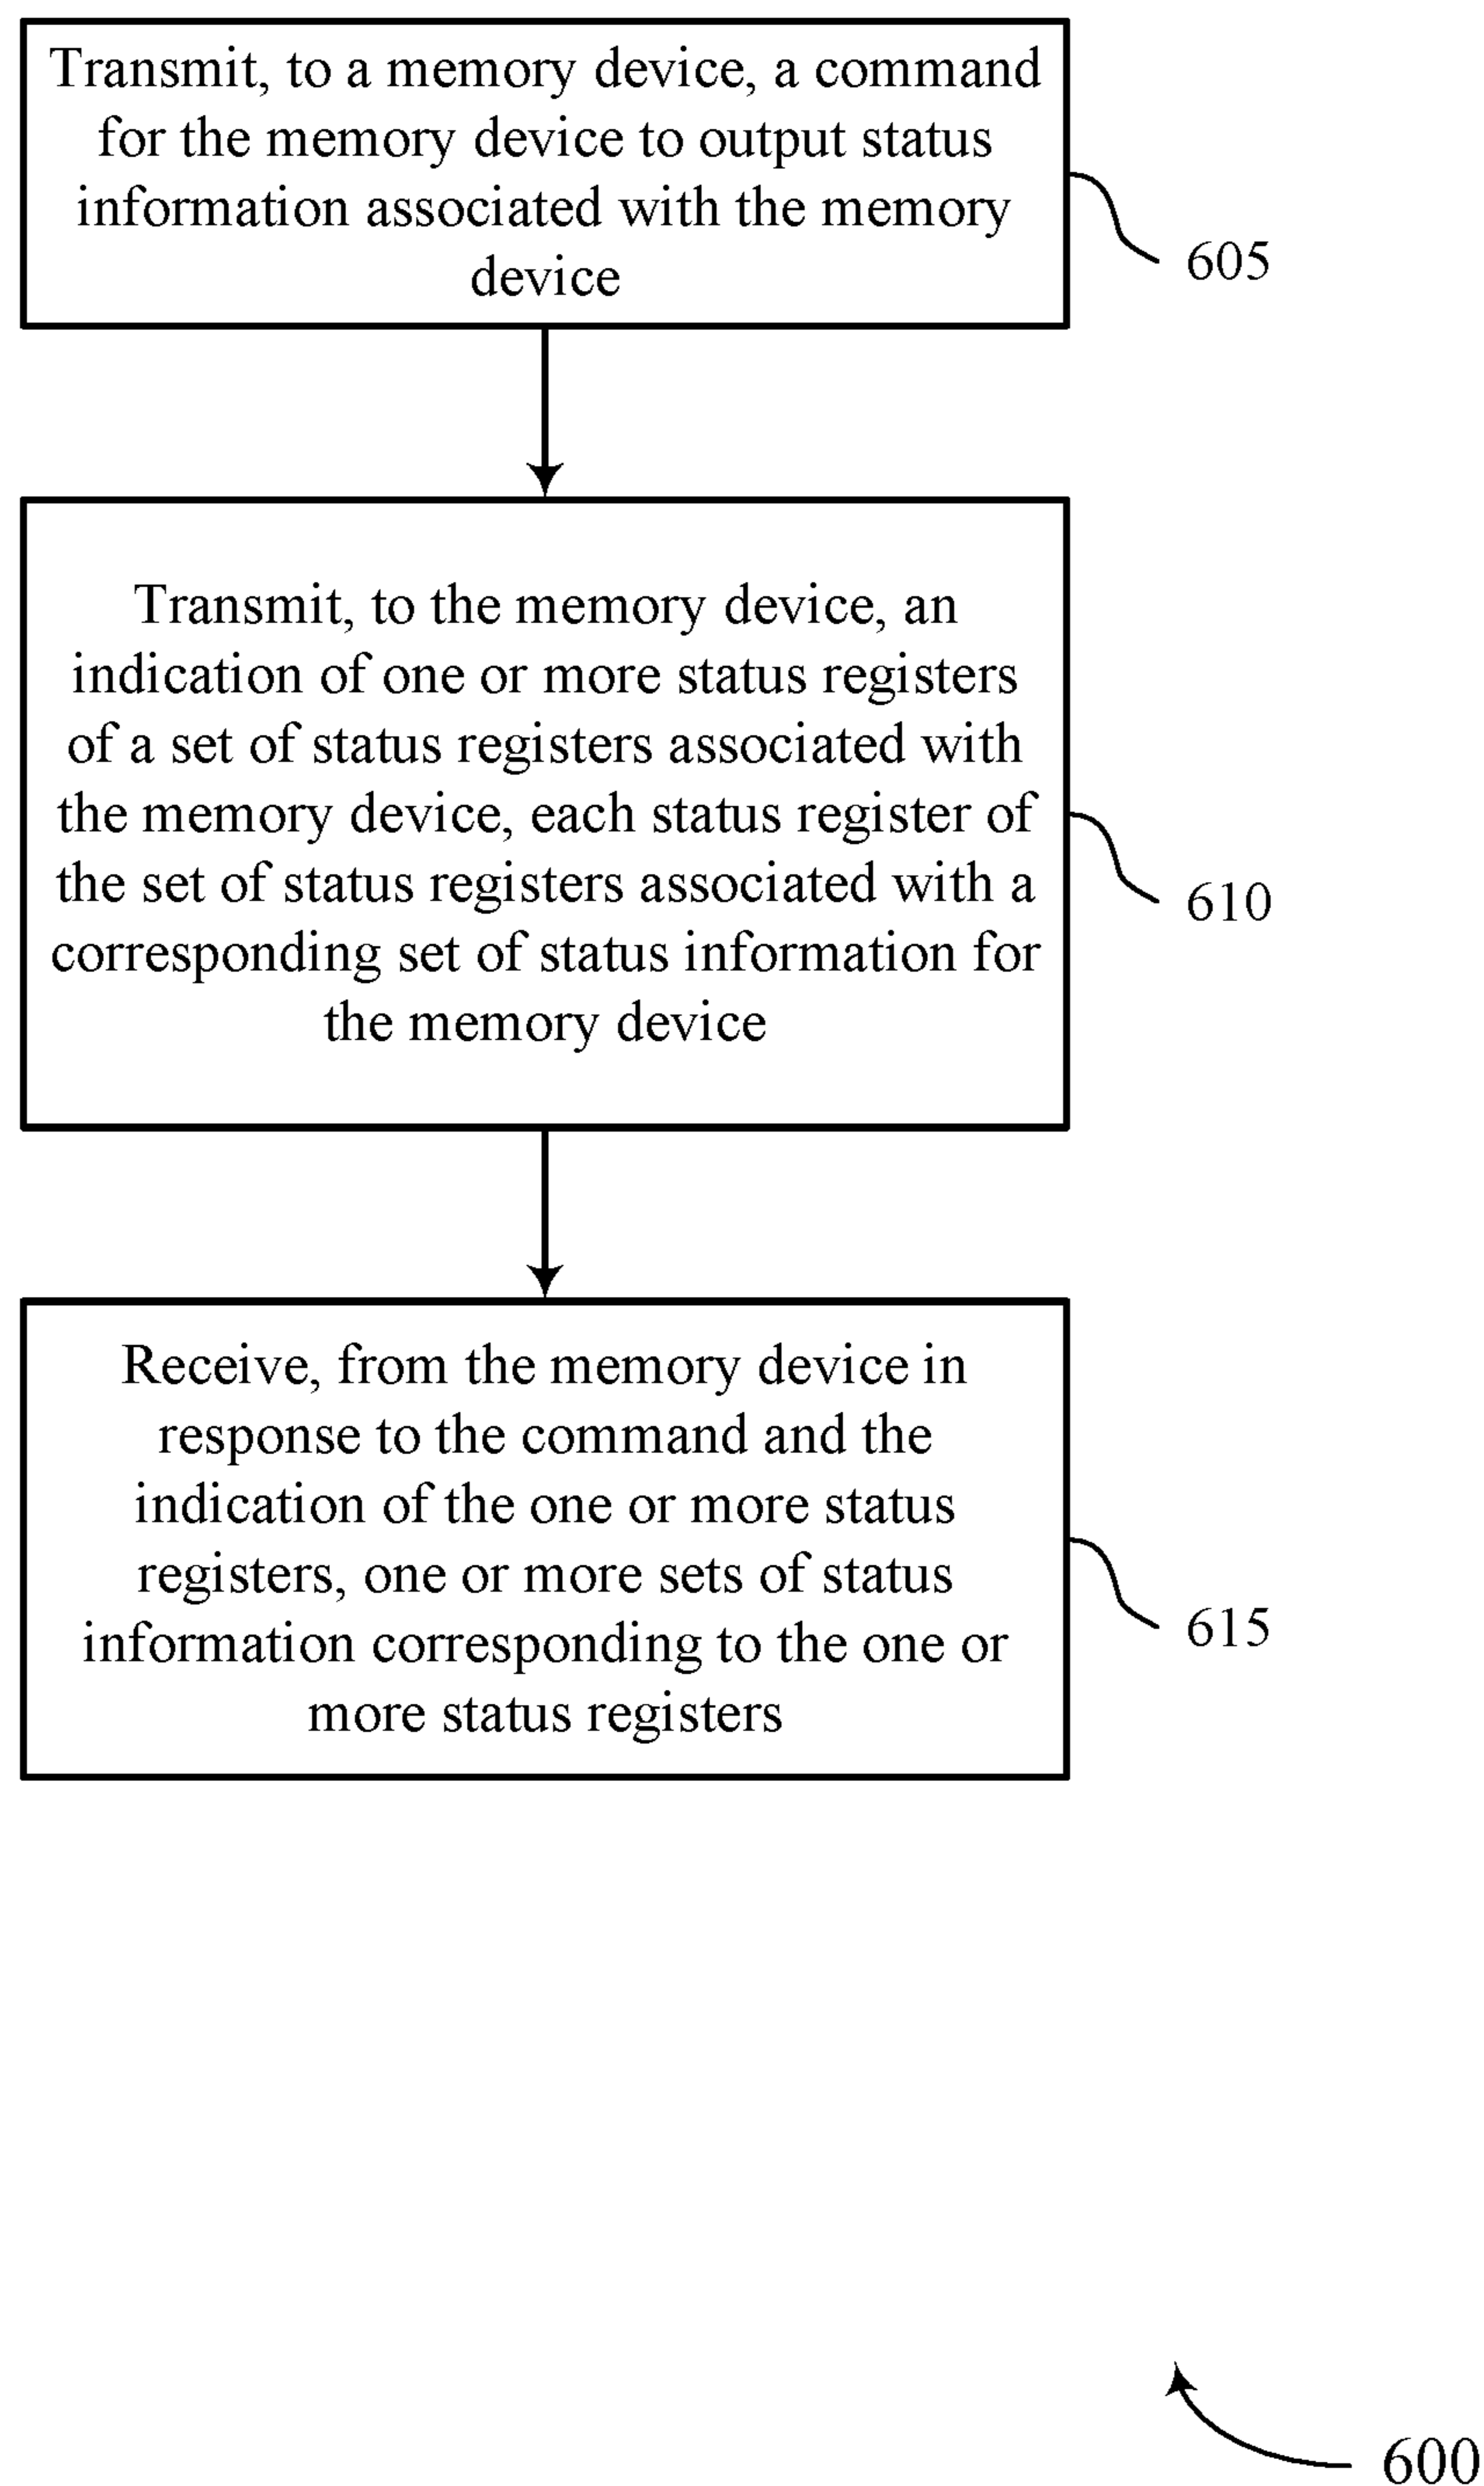 Transmit, to a memory device, a command
for the memory device to output status
information associated with the memory
device
605
Transmit, to the memory device, an
indication of one or more status registers
of a set of status registers associated with
the memory device, each status register of
the set of status registers associated with a
corresponding set of status information for
the memory device
610
Receive, from the memory device in
response to the command and the
indication of the one or more status
registers, one or more sets of status
information corresponding to the one or
more status registers
615
600